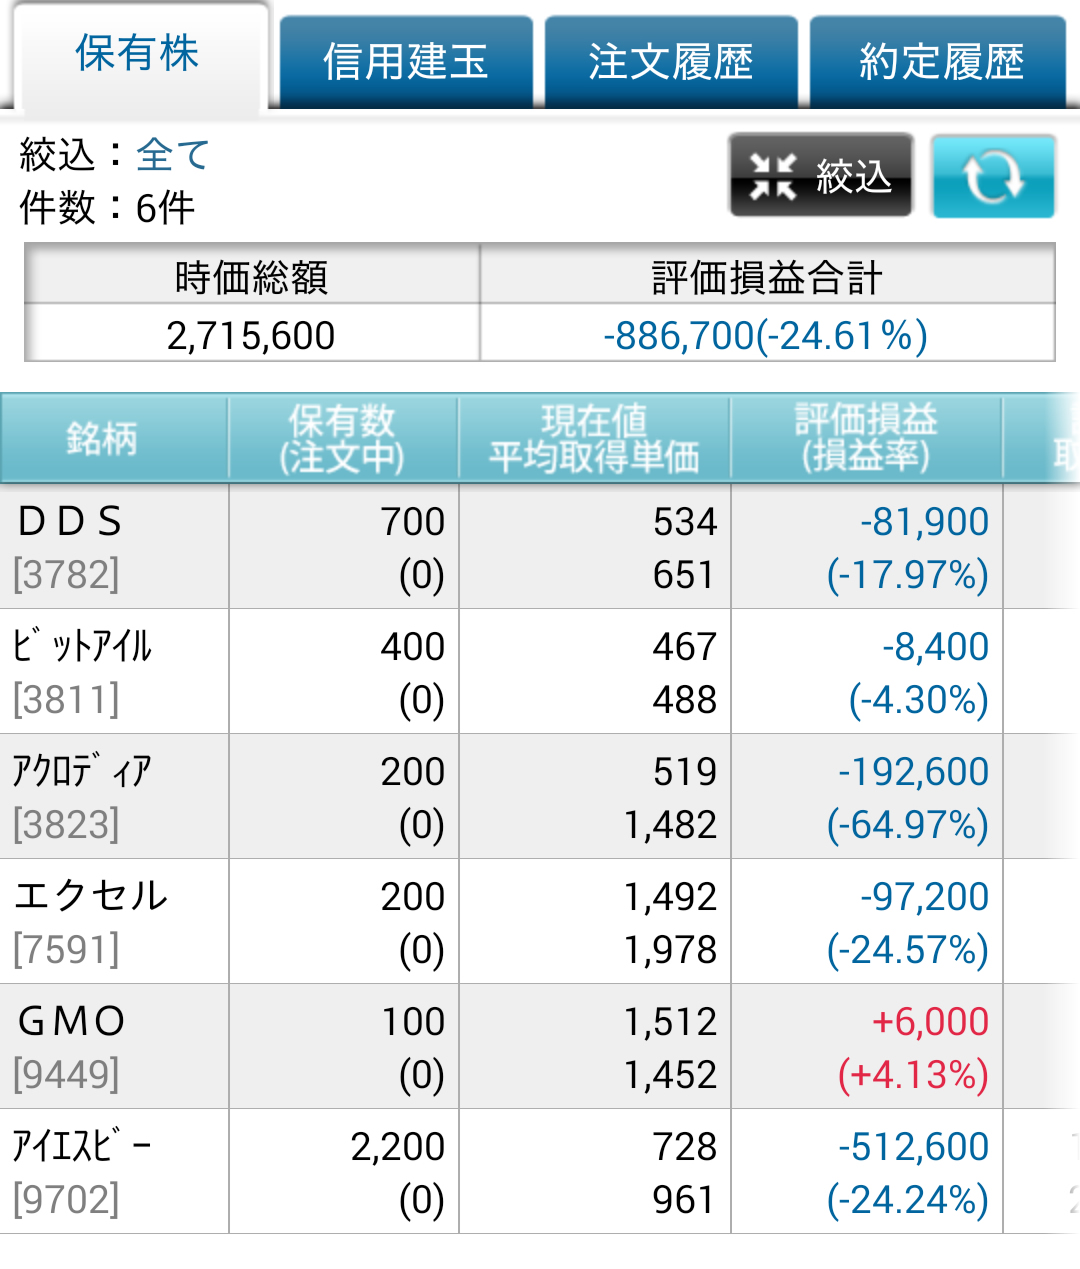 保有株 信用建玉 注文履歴 約定履歴
絞込：全て
件数：6件
絞込
時価総額 評価損益合計
2,715,600 -886,700(-24.61%)
銘柄 保有数 現在値 評価損益
(注文中) 平均取得単価 (損益率)
ＤＤＳ 700 534 -81,900
[3782] (0) 651 (-17.97%)
ﾋﾞｯﾄｱｲﾙ 400 467 -8,400
[3811] (0) 488 (-4.30%)
ｱｸﾛﾃﾞｨｱ 200 519 -192,600
[3823] (0) 1,482 (-64.97%)
エクセル 200 1,492 -97,200
[7591] (0) 1,978 (-24.57%)
ＧＭＯ 100 1,512 +6,000
[9449] (0) 1,452 (+4.13%)
ｱｲｴｽﾋﾞｰ 2,200 728 -512,600
[9702] (0) 961 (-24.24%)